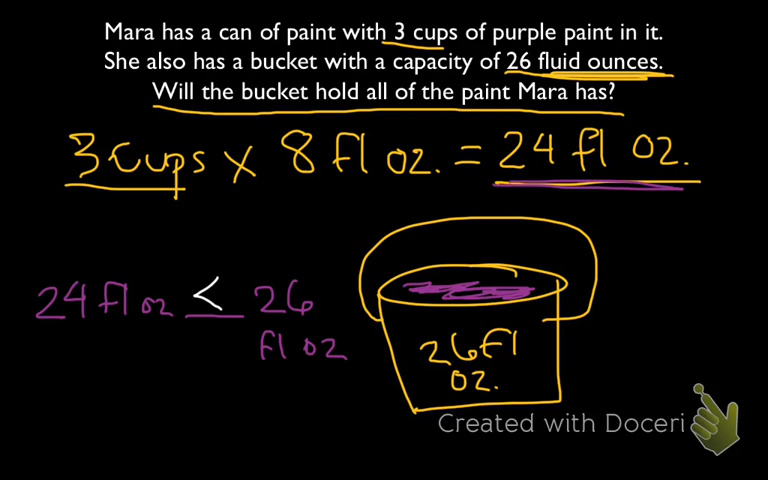 Mara has a can of paint with 3 cups of purple paint in it.
She also has a bucket with a capacity of 26 fluid ounces.
Will the bucket hold all of the paint Mara has?
3 cups x 8 fl oz. = 24 fl oz.
24 fl oz < 26
fl oz
26 fl
oz.
Created with Doceri